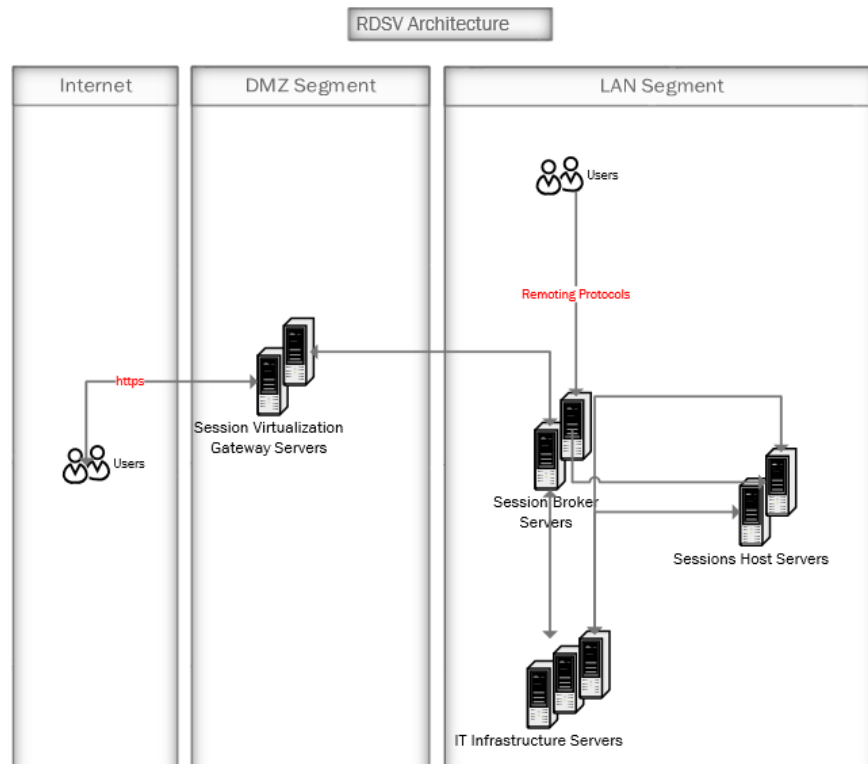 RDSV Architecture
Internet
DMZ Segment
LAN Segment
Users
Remoting Protocols
https
Session Virtualization
Gateway Servers
Users
Session Broker
Servers
Sessions Host Servers
IT Infrastructure Servers